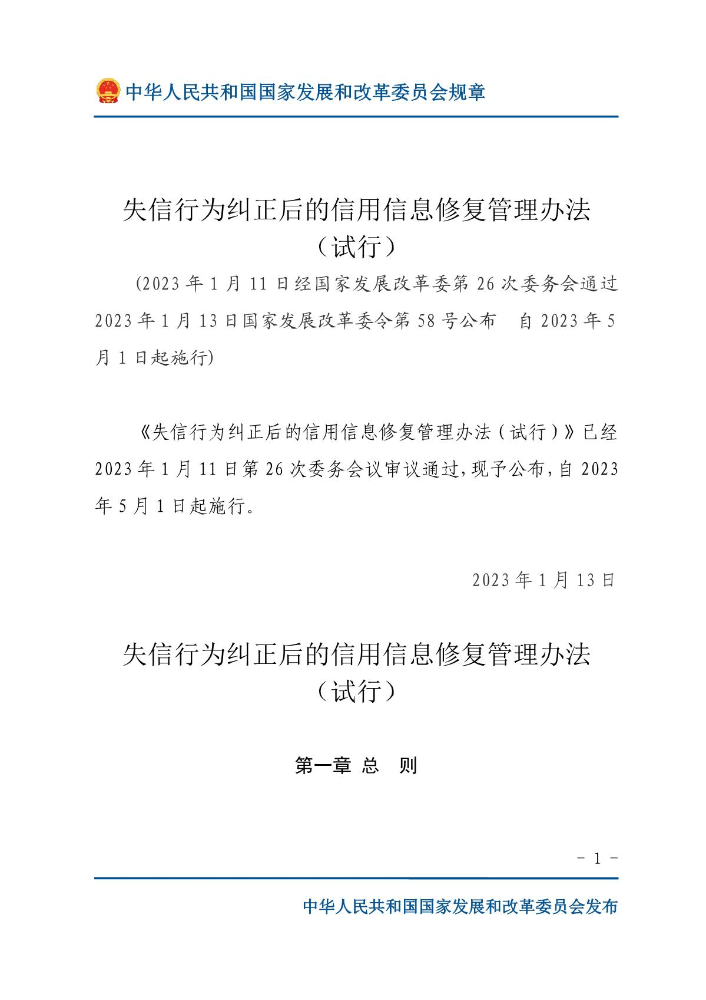 中华人民共和国国家发展和改革委员会规章
失信行为纠正后的信用信息修复管理办法
（试行）
(2023 年 1 月 11 日经国家发展改革委第 26 次委务会通过
2023 年 1 月 13 日国家发展改革委令第 58 号公布　自 2023 年 5
月 1 日起施行)
《失信行为纠正后的信用信息修复管理办法（试行）》已经
2023 年 1 月 11 日第 26 次委务会议审议通过，现予公布，自 2023
年 5 月 1 日起施行。
2023 年 1 月 13 日
失信行为纠正后的信用信息修复管理办法
（试行）
第一章 总　则
- 1 -
中华人民共和国国家发展和改革委员会发布